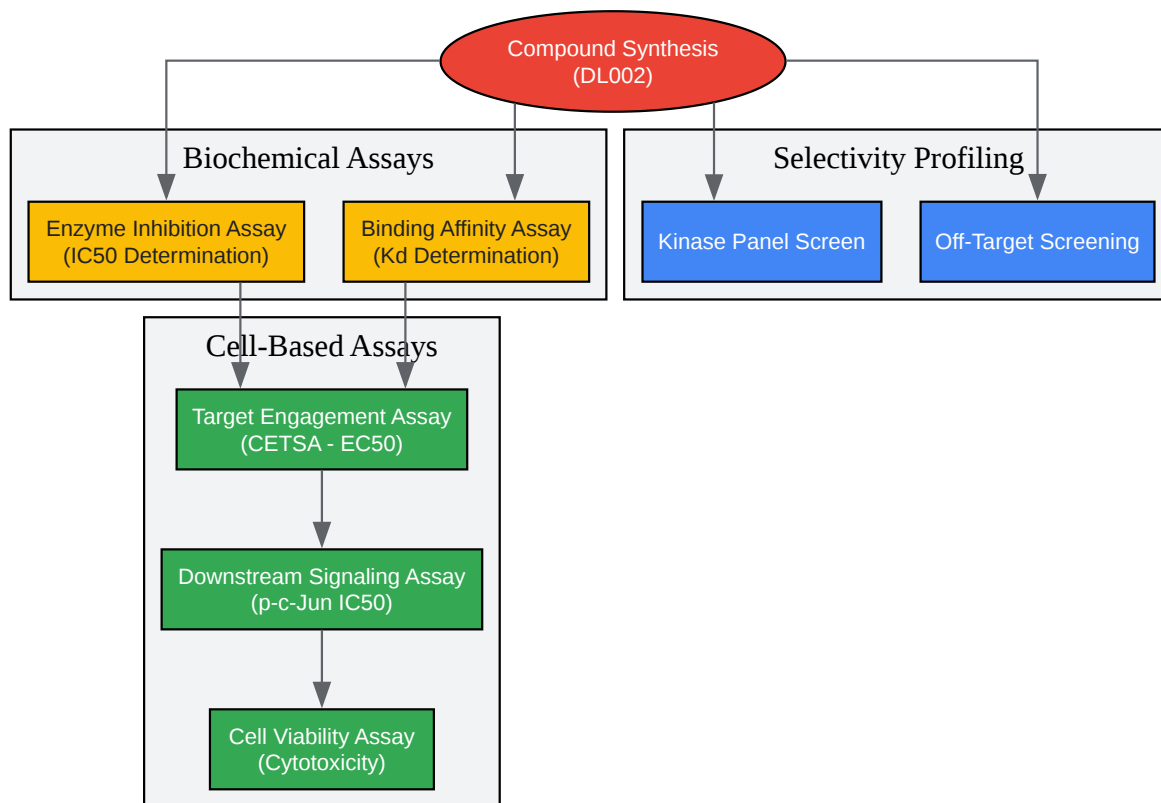 Compound Synthesis
(DL002)
Biochemical Assays
Selectivity Profiling
Enzyme Inhibition Assay
(IC50 Determination)
Binding Affinity Assay
(Kd Determination)
Kinase Panel Screen
Off-Target Screening
Cell-Based Assays
Target Engagement Assay
(CETSA - EC50)
Downstream Signaling Assay
(p-c-Jun IC50)
Cell Viability Assay
(Cytotoxicity)